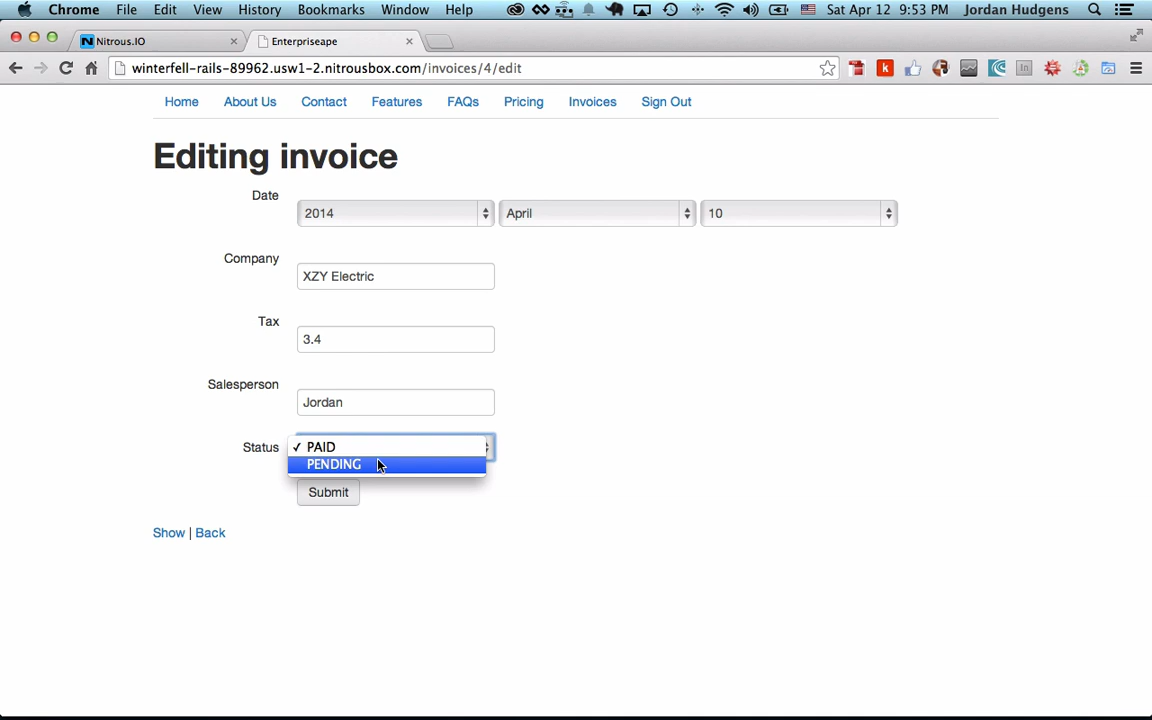 Chrome File Edit View History Bookmarks Window Help Sat Apr 12 9:53 PM Jordan Hudgens
Nitrous.IO Enterpriseape
winterfell-rails-89962.usw1-2.nitrousbox.com/invoices/4/edit
Home About Us Contact Features FAQs Pricing Invoices Sign Out
Editing invoice
Date
2014 April 10
Company
XZY Electric
Tax
3.4
Salesperson
Jordan
Status ✓ PAID
PENDING
Submit
Show | Back